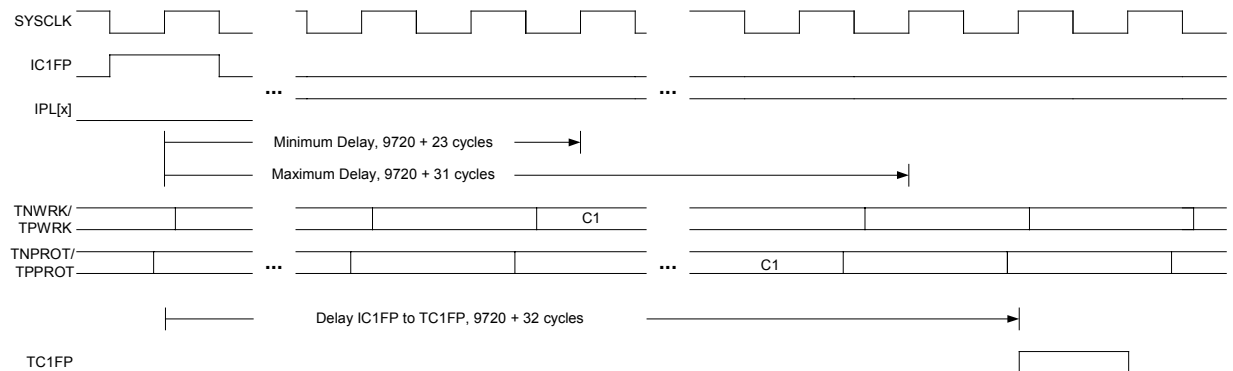 SYSCLK
IC1FP
... ...
IPL[x]
Minimum Delay, 9720 + 23 cycles
Maximum Delay, 9720 + 31 cycles
TNWRK/
TPWRK
C1
TNPROT/
TPPROT
... ...
C1
Delay IC1FP to TC1FP, 9720 + 32 cycles
TC1FP